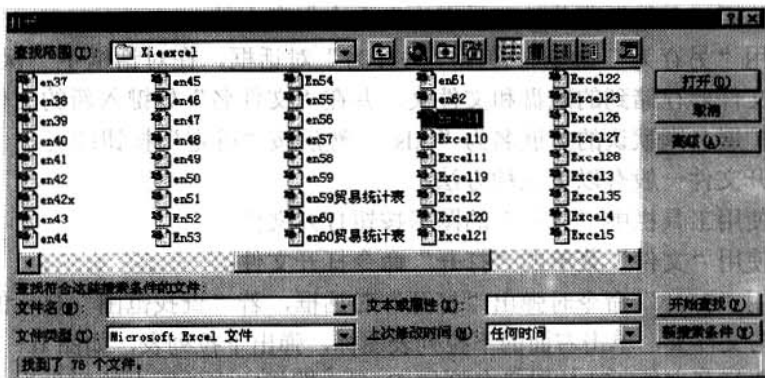 打开
查找范围(I): Xieexcel
en37 en45 En54 en61 Excel22
en38 en46 en55 en62
en39 en47 en56 Excel26
en40 en48 en57 Excel10 Excel27
en41 en49 en58 Excel11 Excel28
en42 en50 en59 Excel19 Excel3
en42x en51 en59贸易统计表 Excel2 Excel35
en43 En52 en60 Excel20 Excel4
en44 En53 en60贸易统计表 Excel21 Excel5
打开(O)
取消
高级(A)...
查找符合这些搜索条件的文件:
文件名(N): 文本或属性(X): 开始查找(F)
文件类型(T): Microsoft Excel 文件 上次修改时间(M): 任何时间 新搜索条件(W)
找到了 76 个文件。